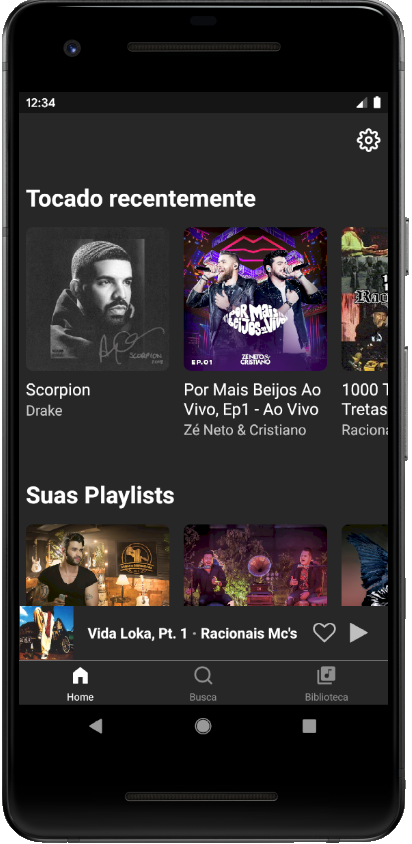 12:34
Tocado recentemente
SCORPION
POR MAIS
BEIJOS AO
VIVO
EP.01
ZÉ NETO &
CRISTIANO
Scorpion
Drake
Por Mais Beijos Ao
Vivo, Ep1 - Ao Vivo
Zé Neto & Cristiano
1000 T
Tretas
Raciona
Suas Playlists
Vida Loka, Pt. 1 • Racionais Mc's
Home
Busca
Biblioteca